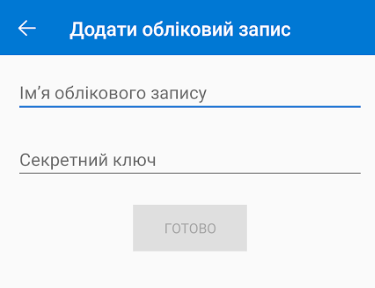 Додати обліковий запис
Ім’я облікового запису
Секретний ключ
ГОТОВО